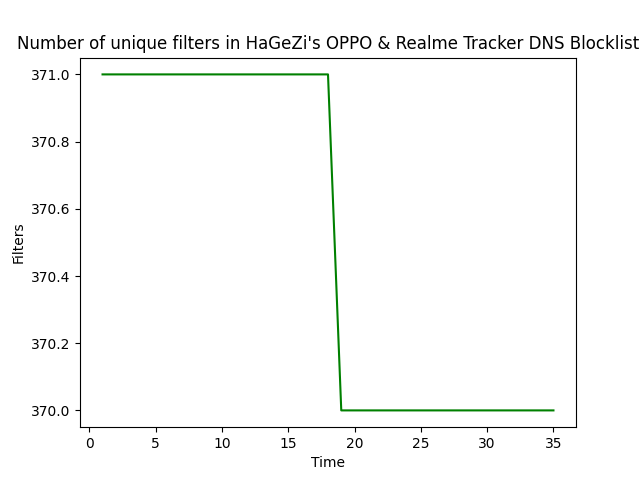 Number of unique filters in HaGeZi's OPPO & Realme Tracker DNS Blocklist
371.0
370.8
370.6
370.4
370.2
370.0
Filters
0 5 10 15 20 25 30 35
Time